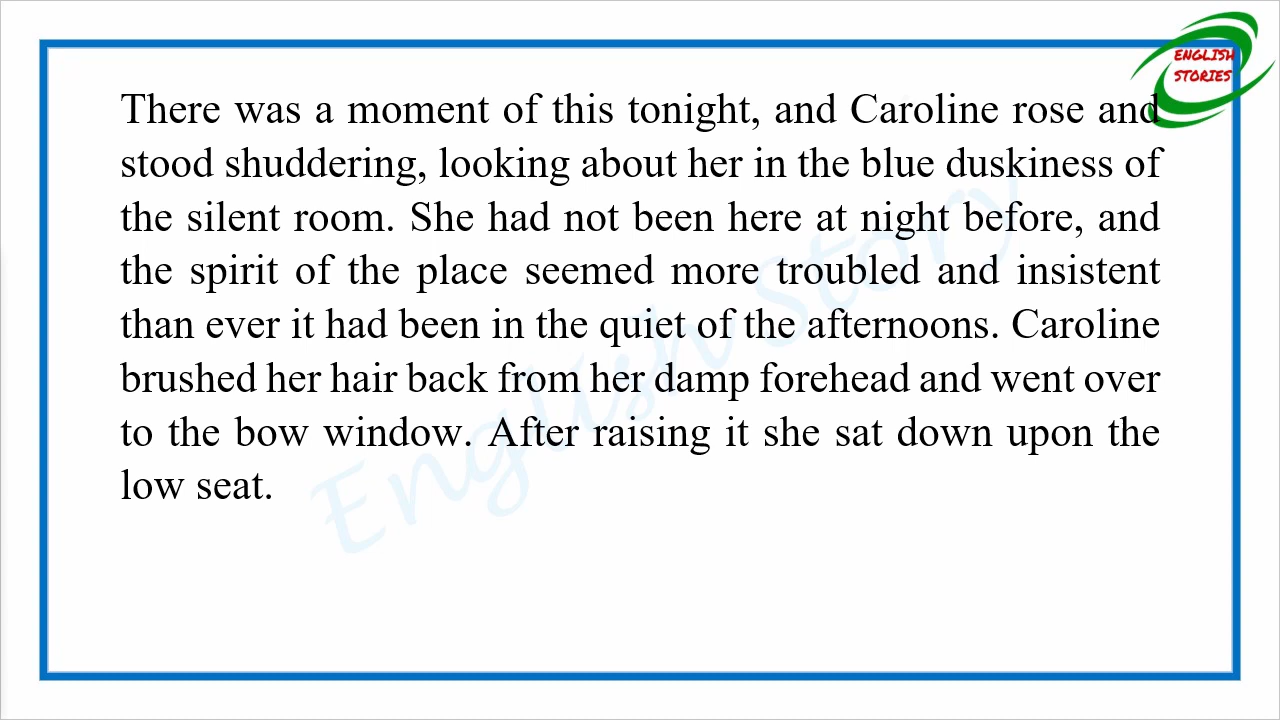 ENGLISH
STORIES
There was a moment of this tonight, and Caroline rose and
stood shuddering, looking about her in the blue duskiness of
the silent room. She had not been here at night before, and
the spirit of the place seemed more troubled and insistent
than ever it had been in the quiet of the afternoons. Caroline
brushed her hair back from her damp forehead and went over
to the bow window. After raising it she sat down upon the
low seat.
English Story